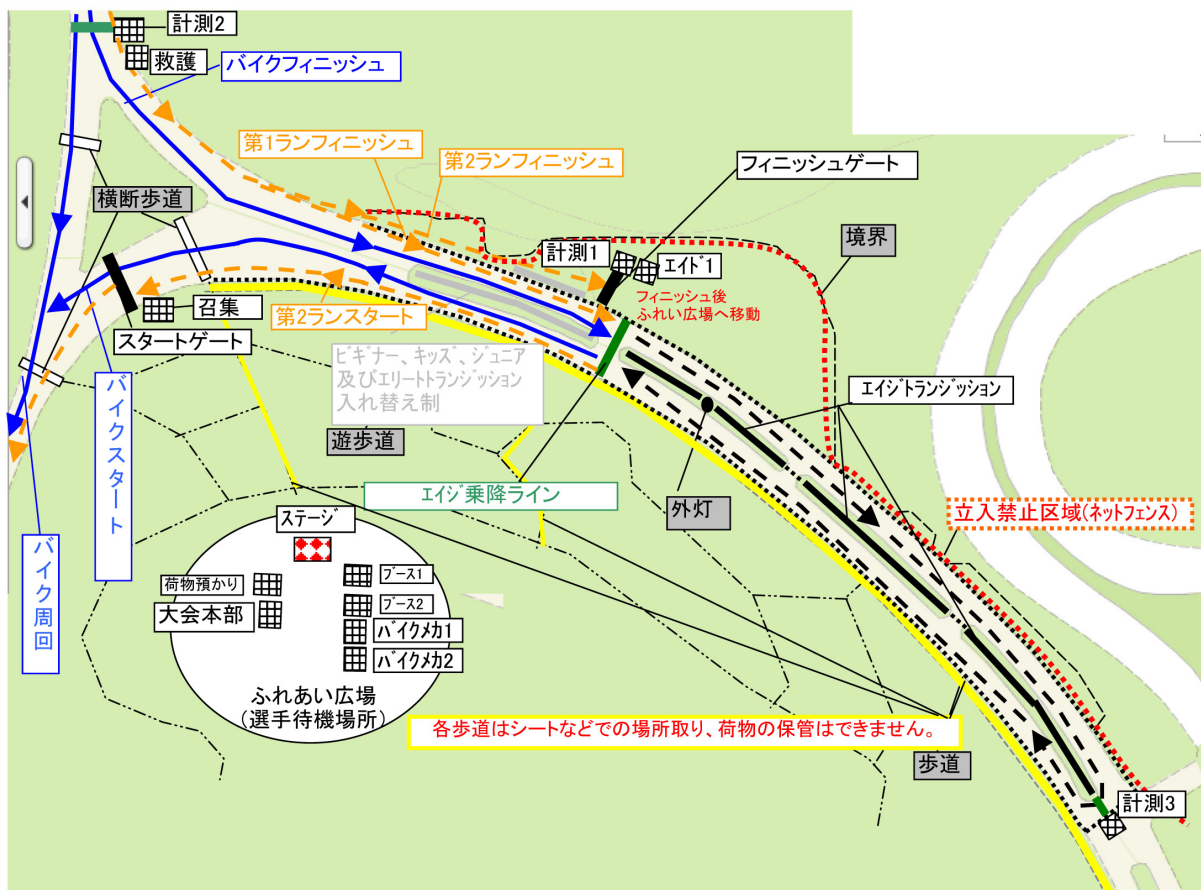 計測2
救護
バイクフィニッシュ
第1ランフィニッシュ
第2ランフィニッシュ
フィニッシュゲート
横断歩道
計測1
エイド1
境界
フィニッシュ後
ふれい広場へ移動
召集
第2ランスタート
スタートゲート
ビギナー、キッズ、ジュニア
及びエリートトランジッション
入れ替え制
エイジトランジッション
遊歩道
バイクスタート
エイジ乗降ライン
外灯
立入禁止区域(ネットフェンス)
ステージ
バイク周回
荷物預かり
大会本部
ブース1
ブース2
バイクメカ1
バイクメカ2
ふれあい広場
(選手待機場所)
各歩道はシートなどでの場所取り、荷物の保管はできません。
歩道
計測3